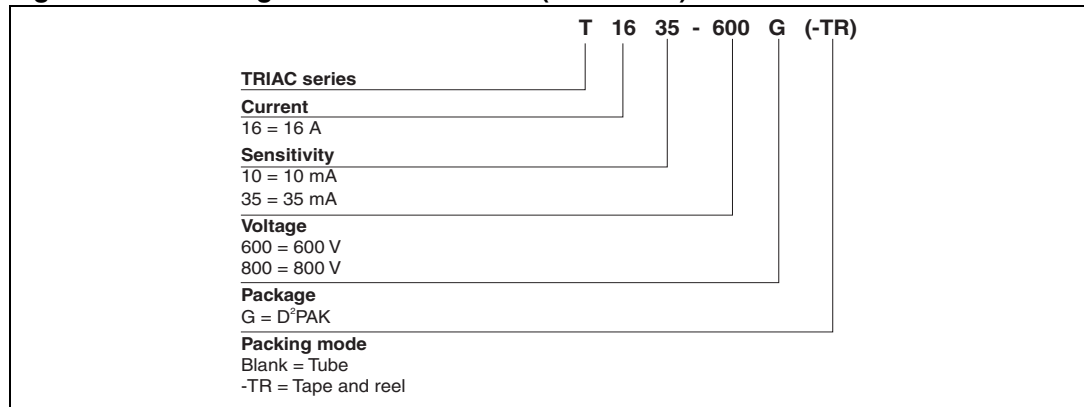 T 16 35 - 600 G (-TR)
TRIAC series
Current
16 = 16 A
Sensitivity
10 = 10 mA
35 = 35 mA
Voltage
600 = 600 V
800 = 800 V
Package
G = D²PAK
Packing mode
Blank = Tube
-TR = Tape and reel